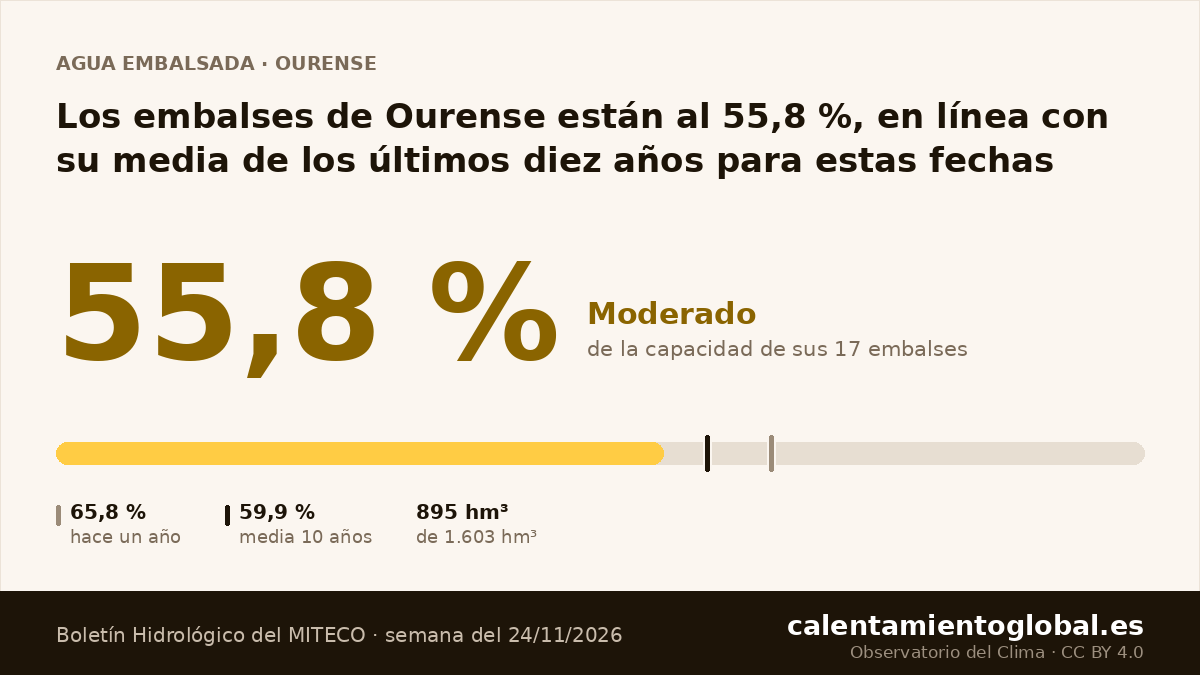 AGUA EMBALSADA · OURENSE
Los embalses de Ourense están al 55,8 %, en línea con
su media de los últimos diez años para estas fechas
55,8 %
Moderado
de la capacidad de sus 17 embalses
65,8 %
hace un año
59,9 %
media 10 años
895 hm³
de 1.603 hm³
Boletín Hidrológico del MITECO · semana del 24/11/2026
calentamientoglobal.es
Observatorio del Clima · CC BY 4.0